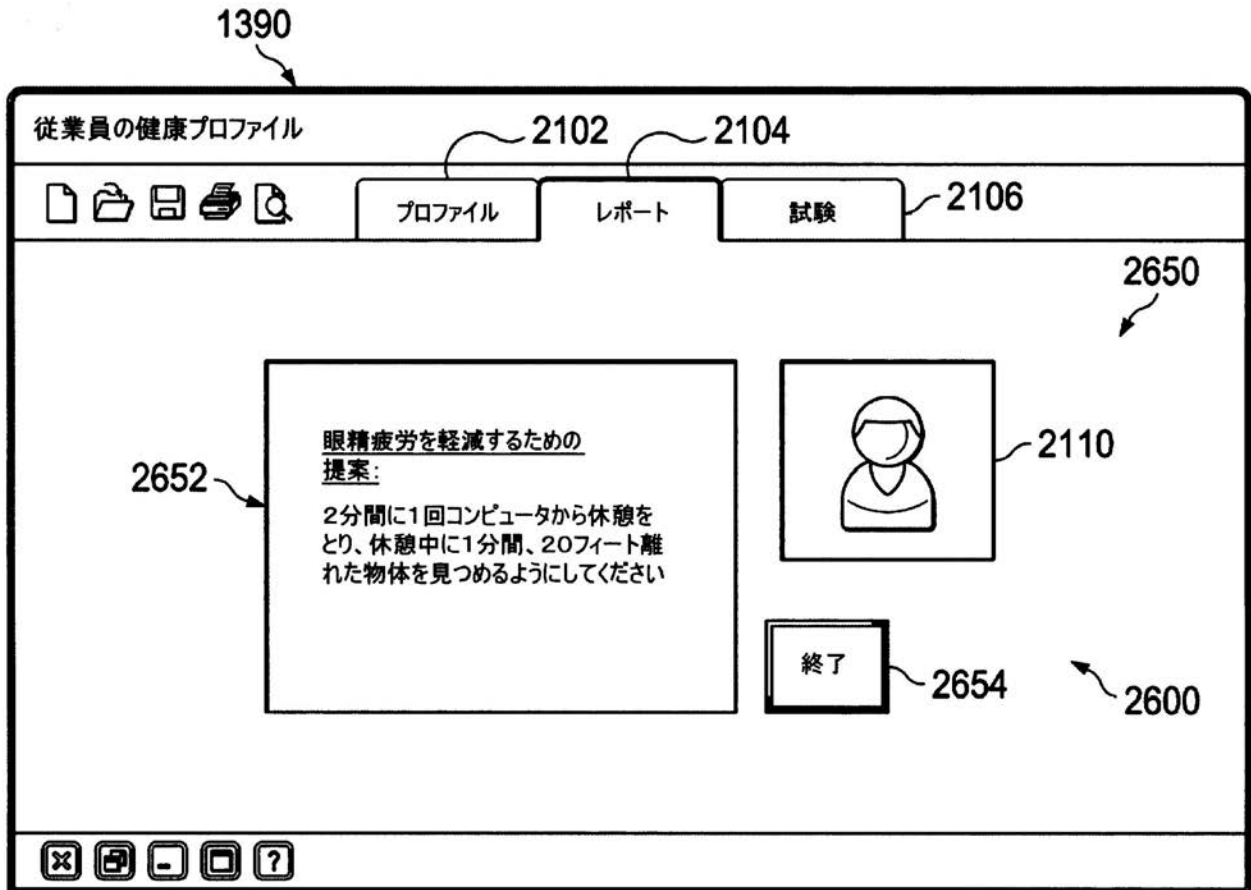 1390
従業員の健康プロファイル
2102
2104
プロファイル
レポート
試験
2106
2650
眼精疲労を軽減するための
提案:
2分間に1回コンピュータから休憩を
とり、休憩中に1分間、20フィート離
れた物体を見つめるようにしてください
2652
2110
終了
2654
2600
?